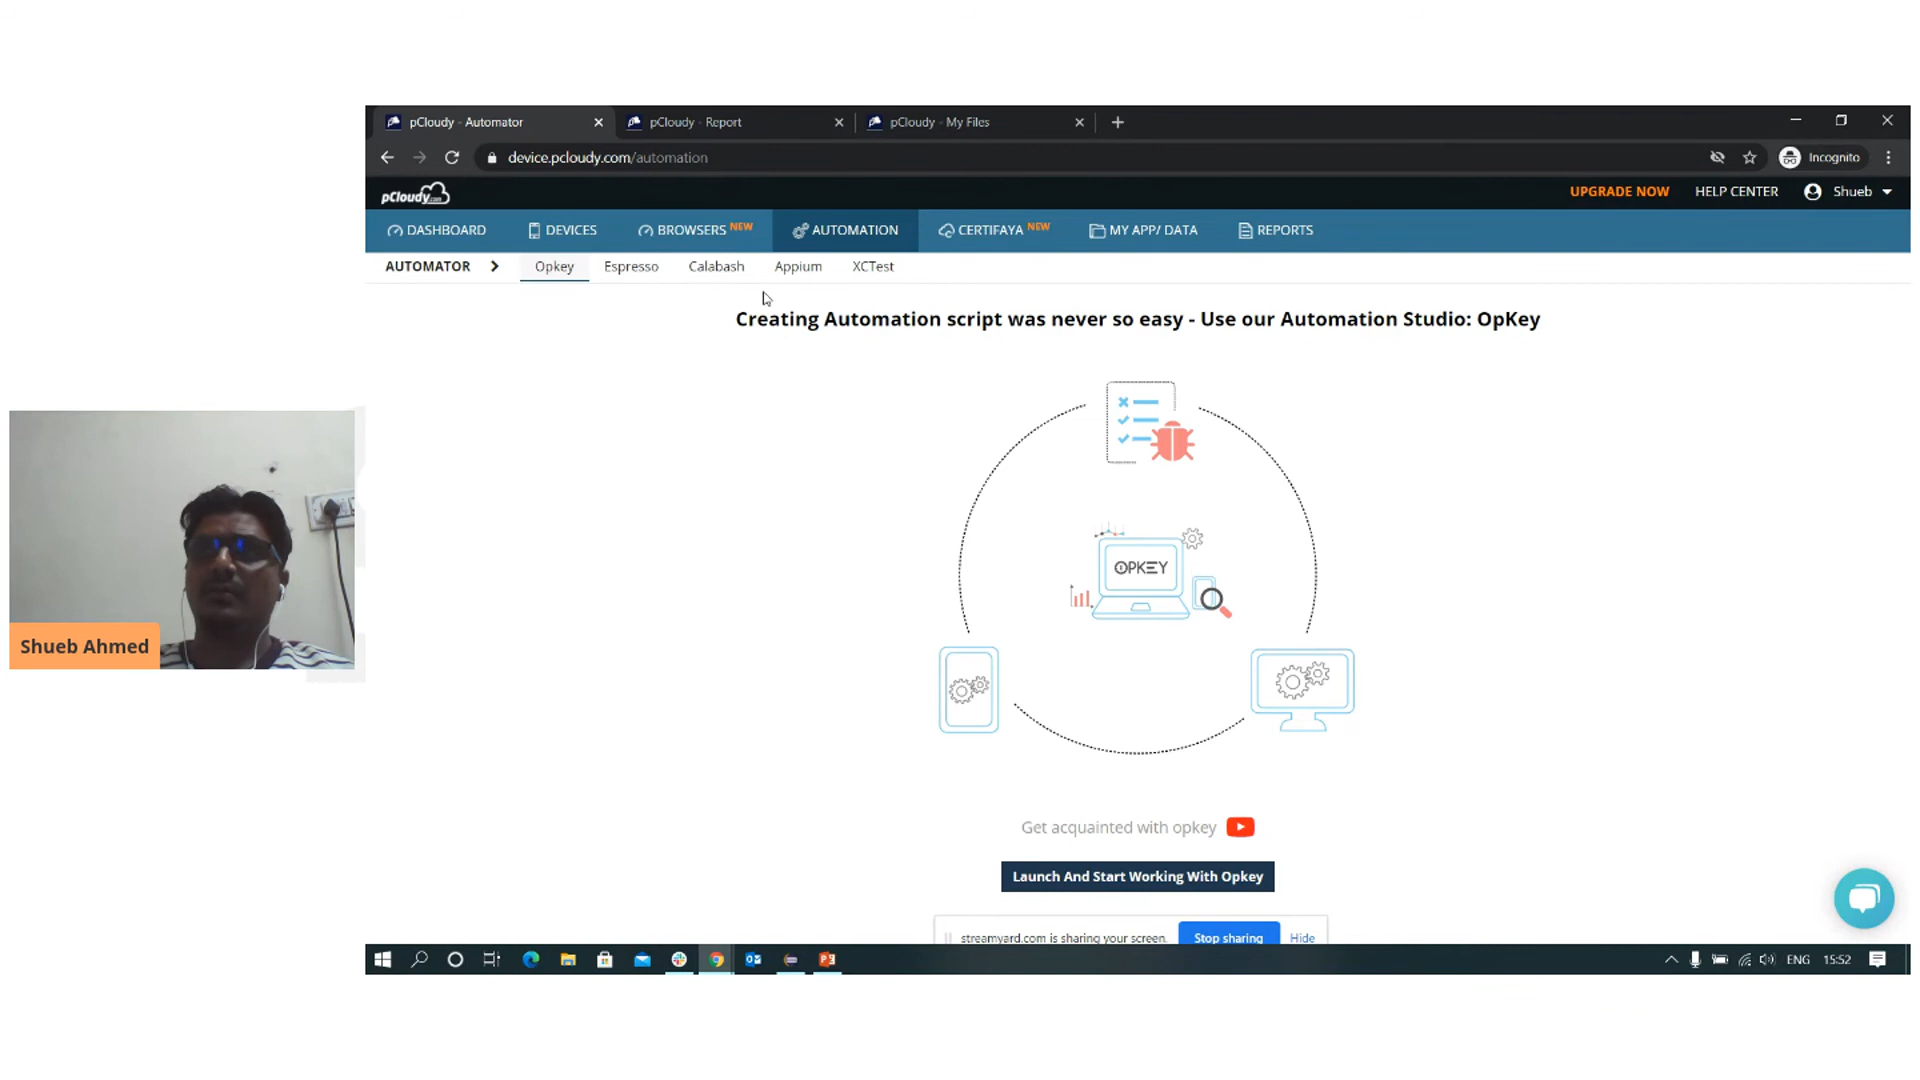 pCloudy - Automator
pCloudy - Report
pCloudy - My Files
device.pcloudy.com/automation
Incognito
pCloudy.com
UPGRADE NOW
HELP CENTER
Shueb
DASHBOARD
DEVICES
BROWSERS NEW
AUTOMATION
CERTIFAYA NEW
MY APP/ DATA
REPORTS
AUTOMATOR
Opkey
Espresso
Calabash
Appium
XCTest
Creating Automation script was never so easy - Use our Automation Studio: OpKey
OPKEY
Shueb Ahmed
Get acquainted with opkey
Launch And Start Working With Opkey
streamyard.com is sharing your screen.
Stop sharing
Hide
ENG
15:52